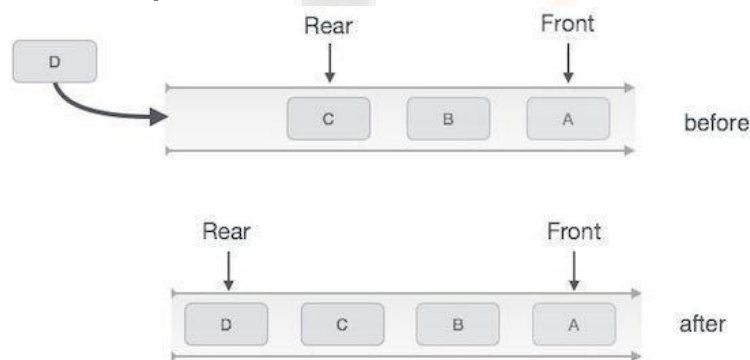 Rear Front
D
C B A before
Rear Front
D C B A after